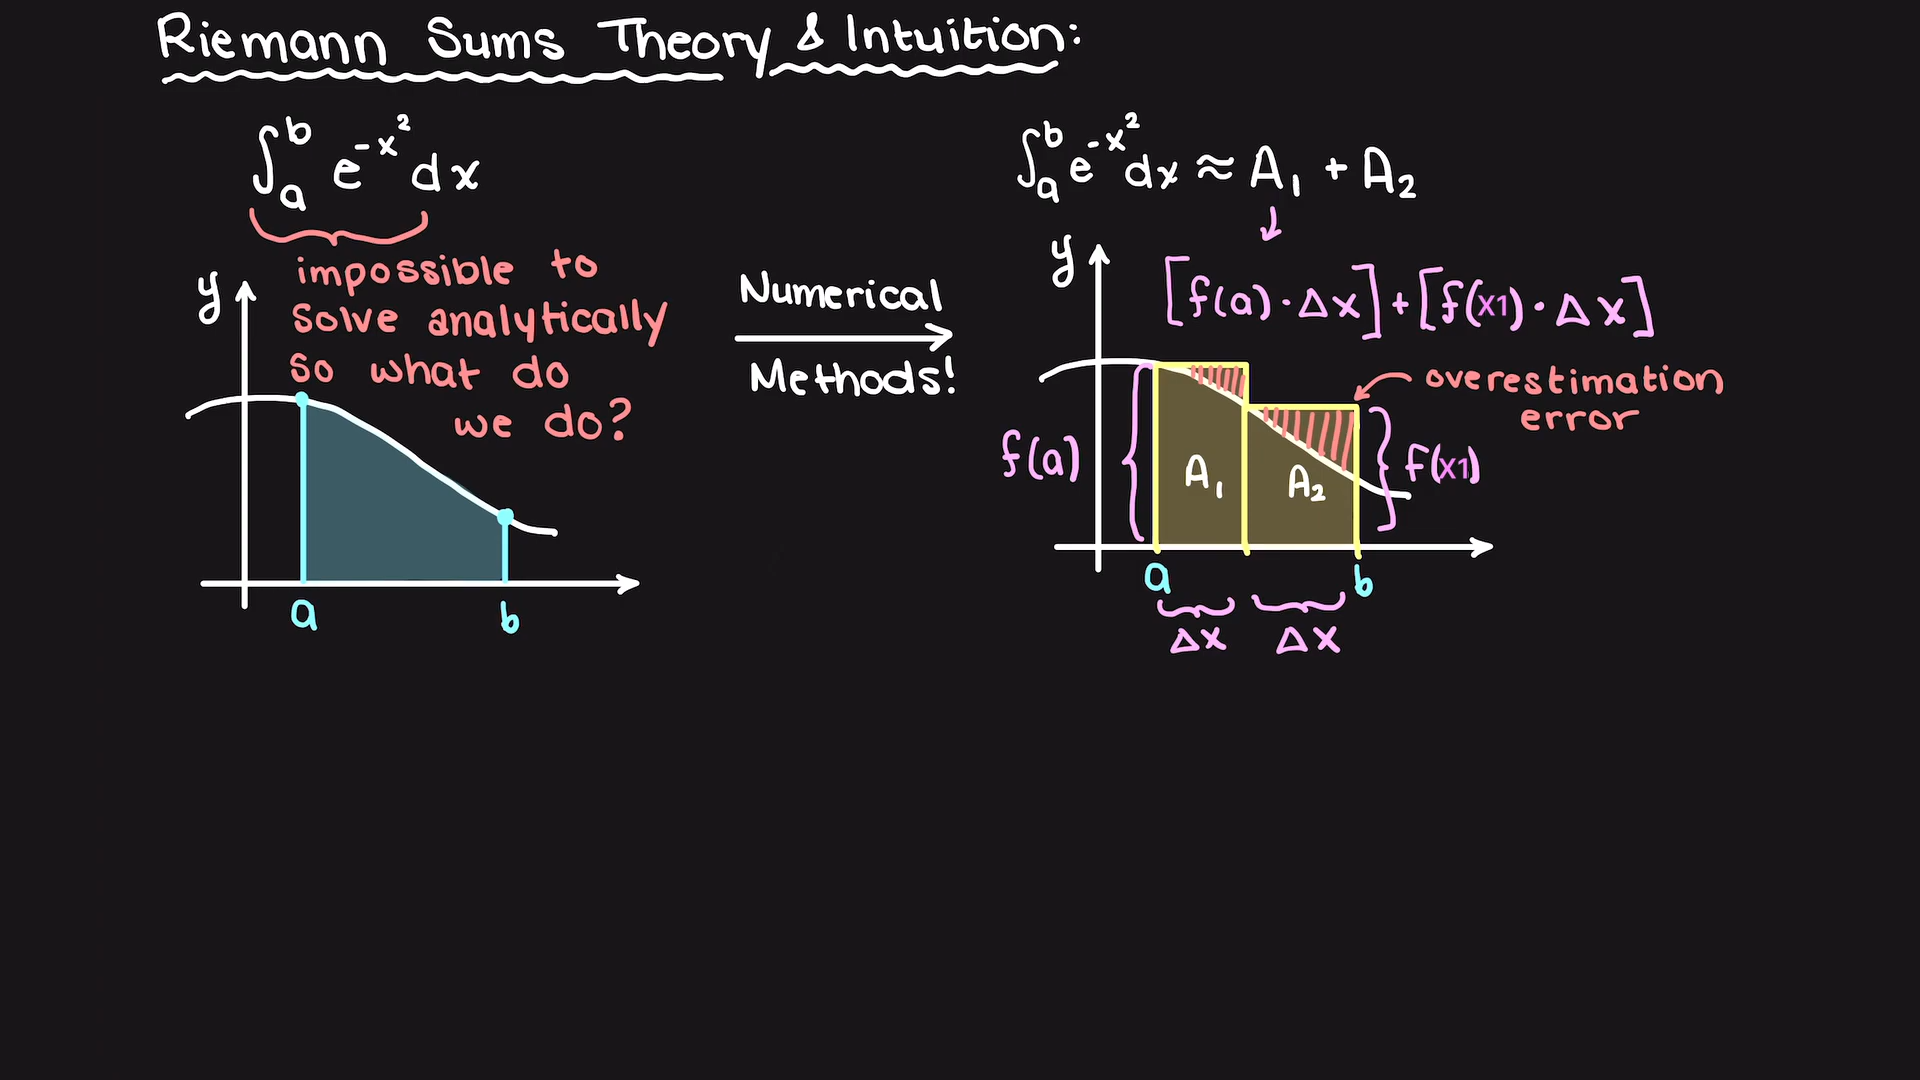 Riemann Sums Theory & Intuition:
∫ₐᵇ e^(-x²) dx
impossible to
solve analytically
so what do
we do?
y
a
b
Numerical
Methods!
∫ₐᵇ e^(-x²) dx ≈ A₁ + A₂
y
[f(a) · Δx] + [f(x1) · Δx]
overestimation
error
f(a)
A₁
A₂
f(x1)
a
b
Δx
Δx